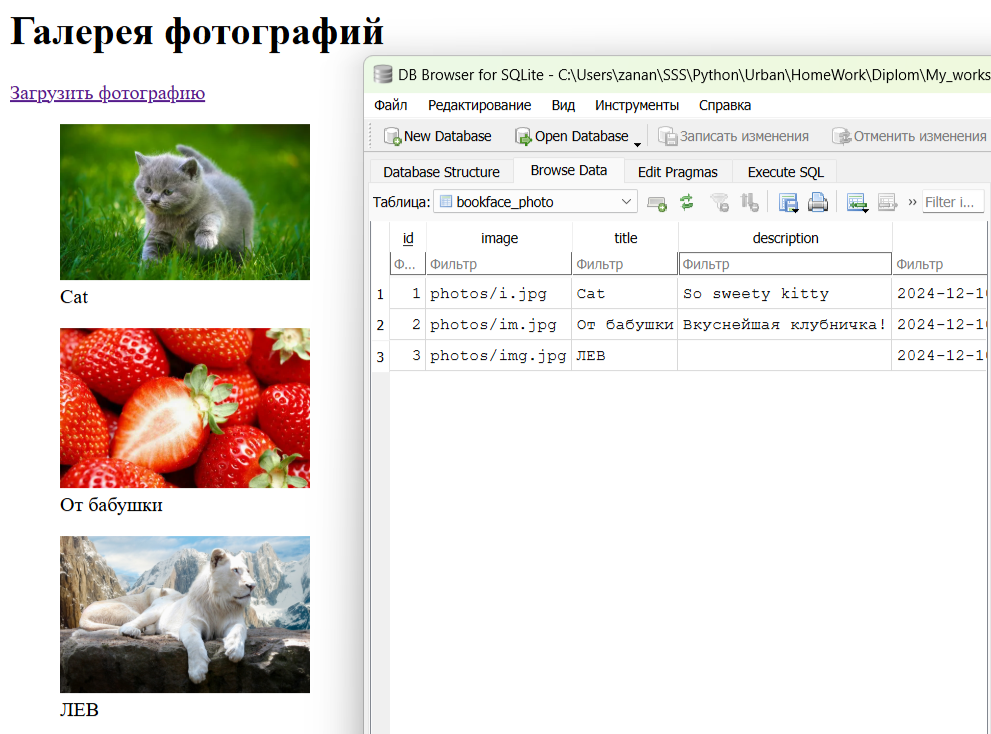 Галерея фотографий
Загрузить фотографию
Cat
От бабушки
ЛЕВ
DB Browser for SQLite - C:\Users\zanan\SSS\Python\Urban\HomeWork\Diplom\My_works
Файл Редактирование Вид Инструменты Справка
New Database Open Database Записать изменения Отменить изменения
Database Structure Browse Data Edit Pragmas Execute SQL
Таблица: bookface_photo » Filter i...
id image title description
Ф... Фильтр Фильтр Фильтр Фильтр
1 1 photos/i.jpg Cat So sweety kitty 2024-12-10
2 2 photos/im.jpg От бабушки Вкуснейшая клубничка! 2024-12-10
3 3 photos/img.jpg ЛЕВ 2024-12-10